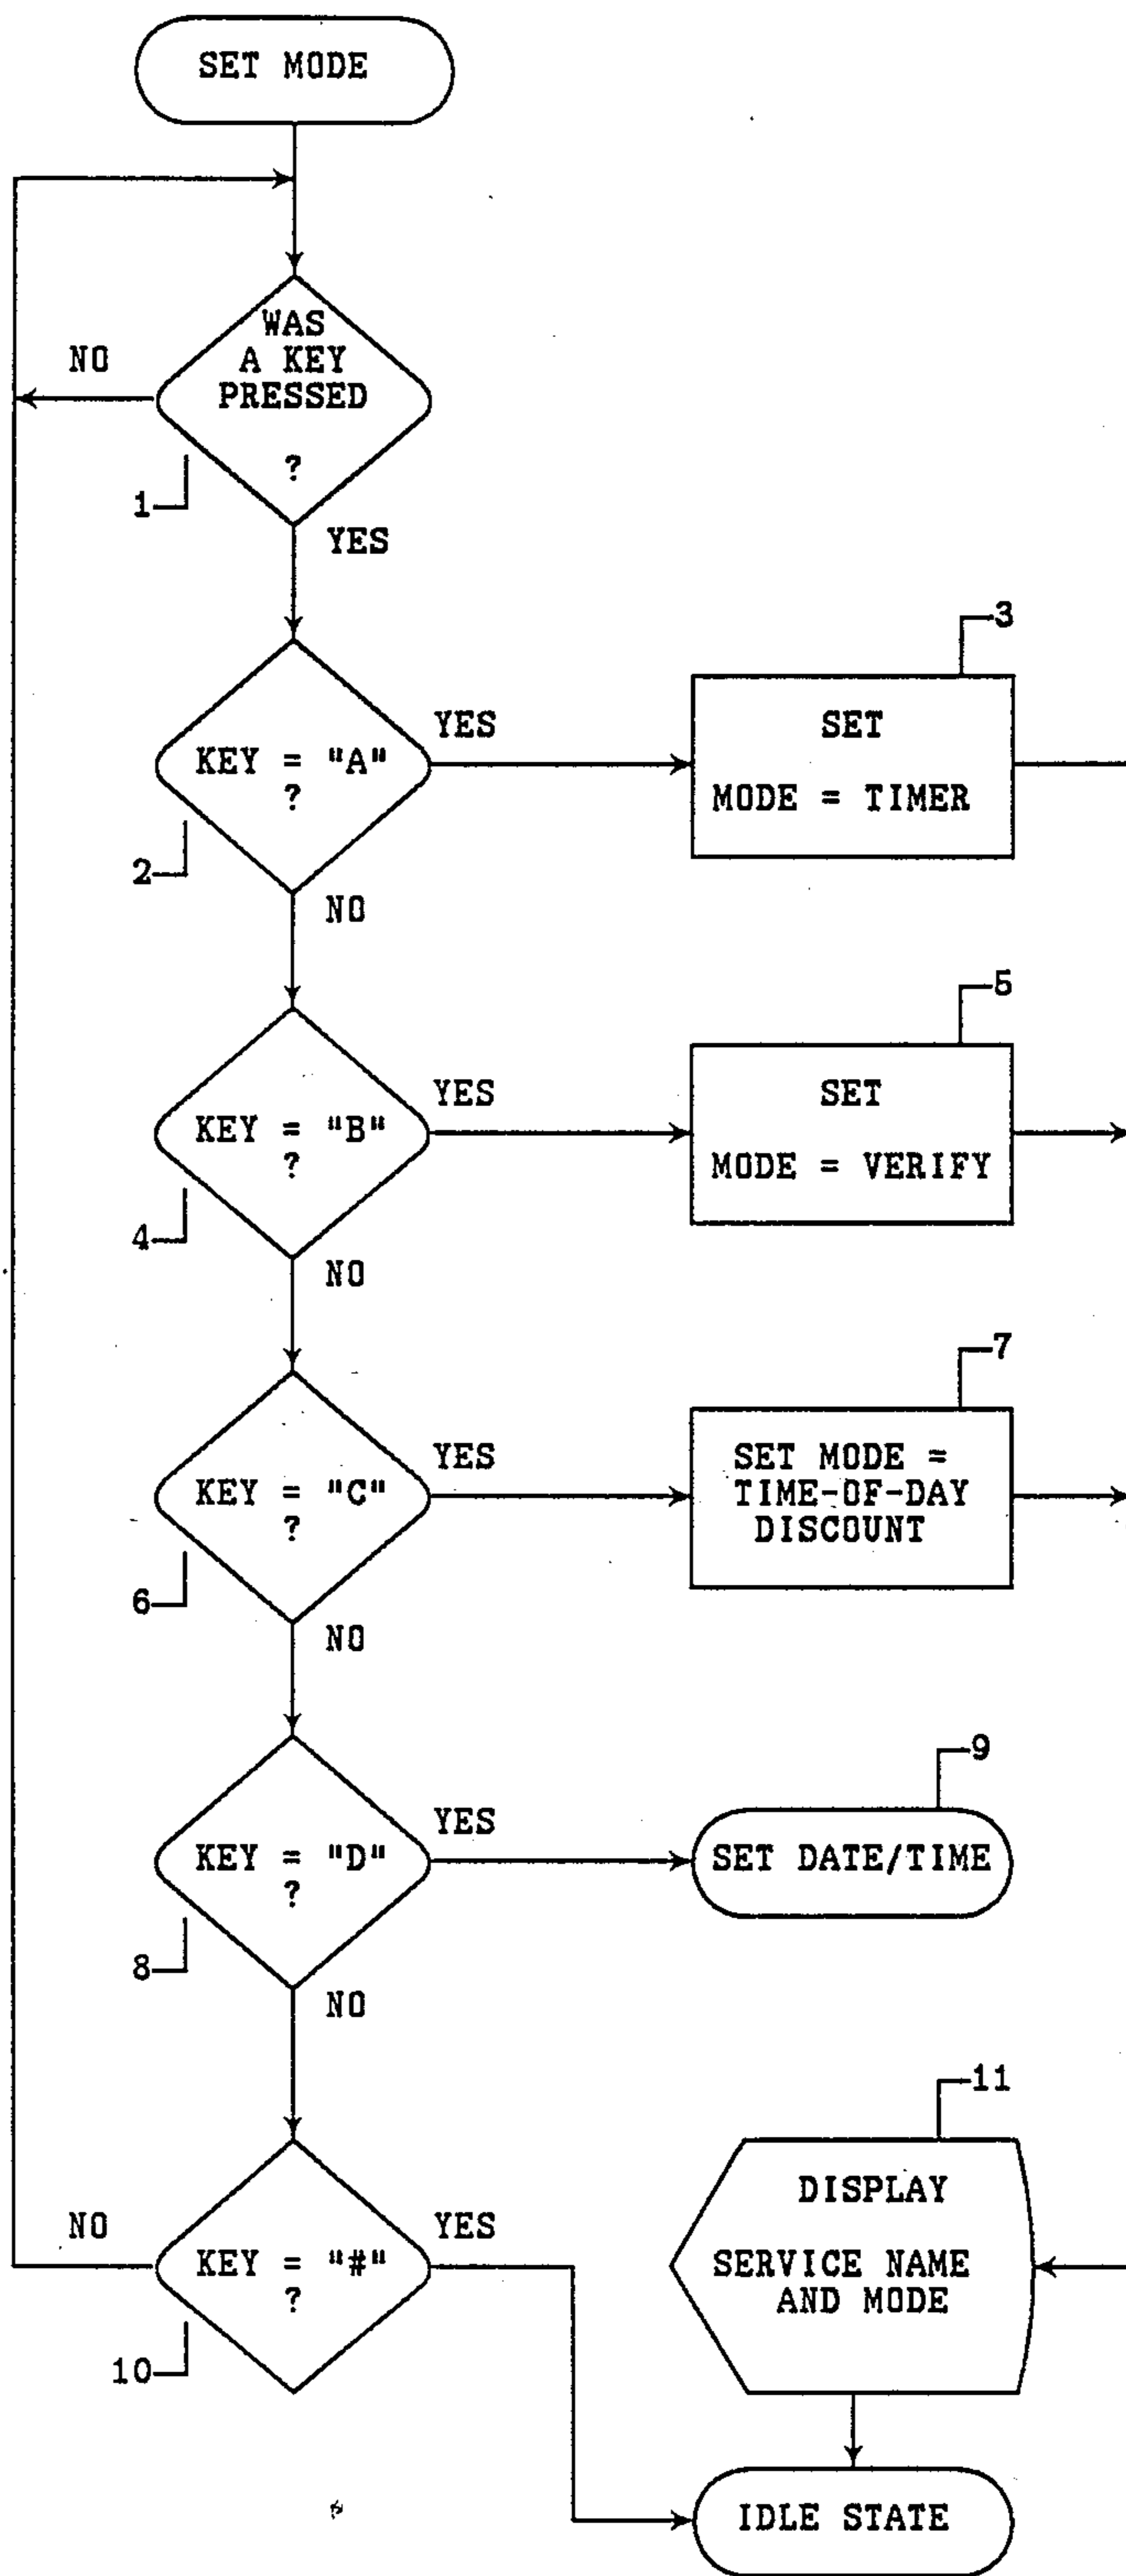 SET MODE
WAS
A KEY
PRESSED
?
NO
1
YES
3
KEY = "A"
?
YES
SET
MODE = TIMER
2
NO
5
KEY = "B"
?
YES
SET
MODE = VERIFY
4
NO
7
KEY = "C"
?
YES
SET MODE =
TIME-OF-DAY
DISCOUNT
6
NO
9
KEY = "D"
?
YES
SET DATE/TIME
8
NO
11
NO
KEY = "#"
?
YES
DISPLAY
SERVICE NAME
AND MODE
10
IDLE STATE